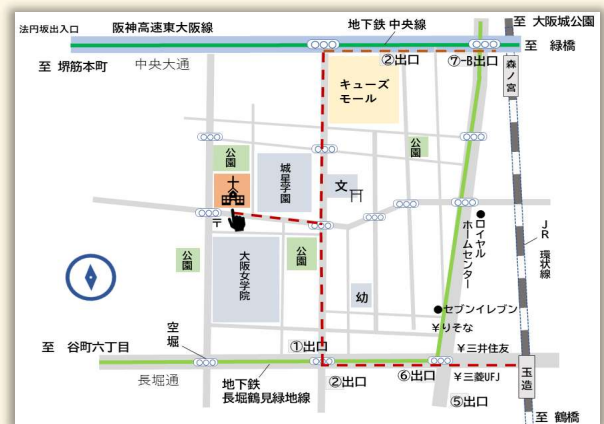 至 大阪城公園
法円坂出入口
阪神高速東大阪線
地下鉄 中央線
至 緑橋
至 堺筋本町
中央大通
②出口
⑦-B出口
森ノ宮
キューズ
モール
公園
公園
城星学園
文
〒
ロイヤル
ホームセンター
JR 環状線
大阪女学院
公園
公園
幼
セブンイレブン
¥りそな
空堀
至 谷町六丁目
①出口
¥三井住友
長堀通
地下鉄
長堀鶴見緑地線
②出口
⑥出口
¥三菱UFJ
玉造
⑤出口
至 鶴橋